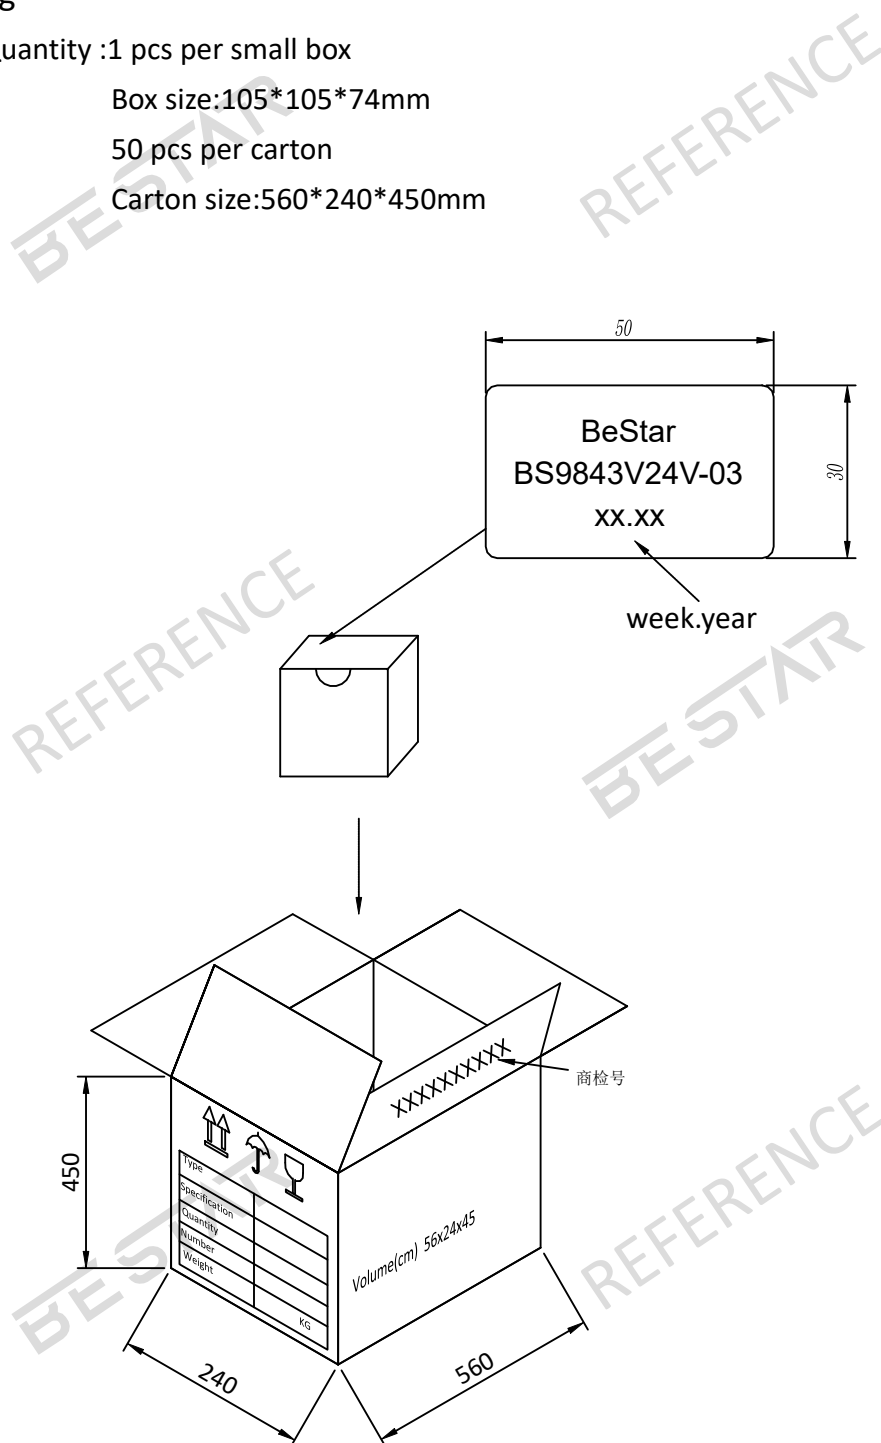 g
uantity :1 pcs per small box
Box size:105*105*74mm
50 pcs per carton
Carton size:560*240*450mm
BESTAR
REFERENCE
50
BeStar
BS9843V24V-03
xx.xx
30
week.year
REFERENCE
BESTAR
XXXXXXXXXX
商检号
450
Type
Specification
Quantity
Number
Weight
KG
Volume(cm) 56x24x45
BESTAR
REFERENCE
240
560